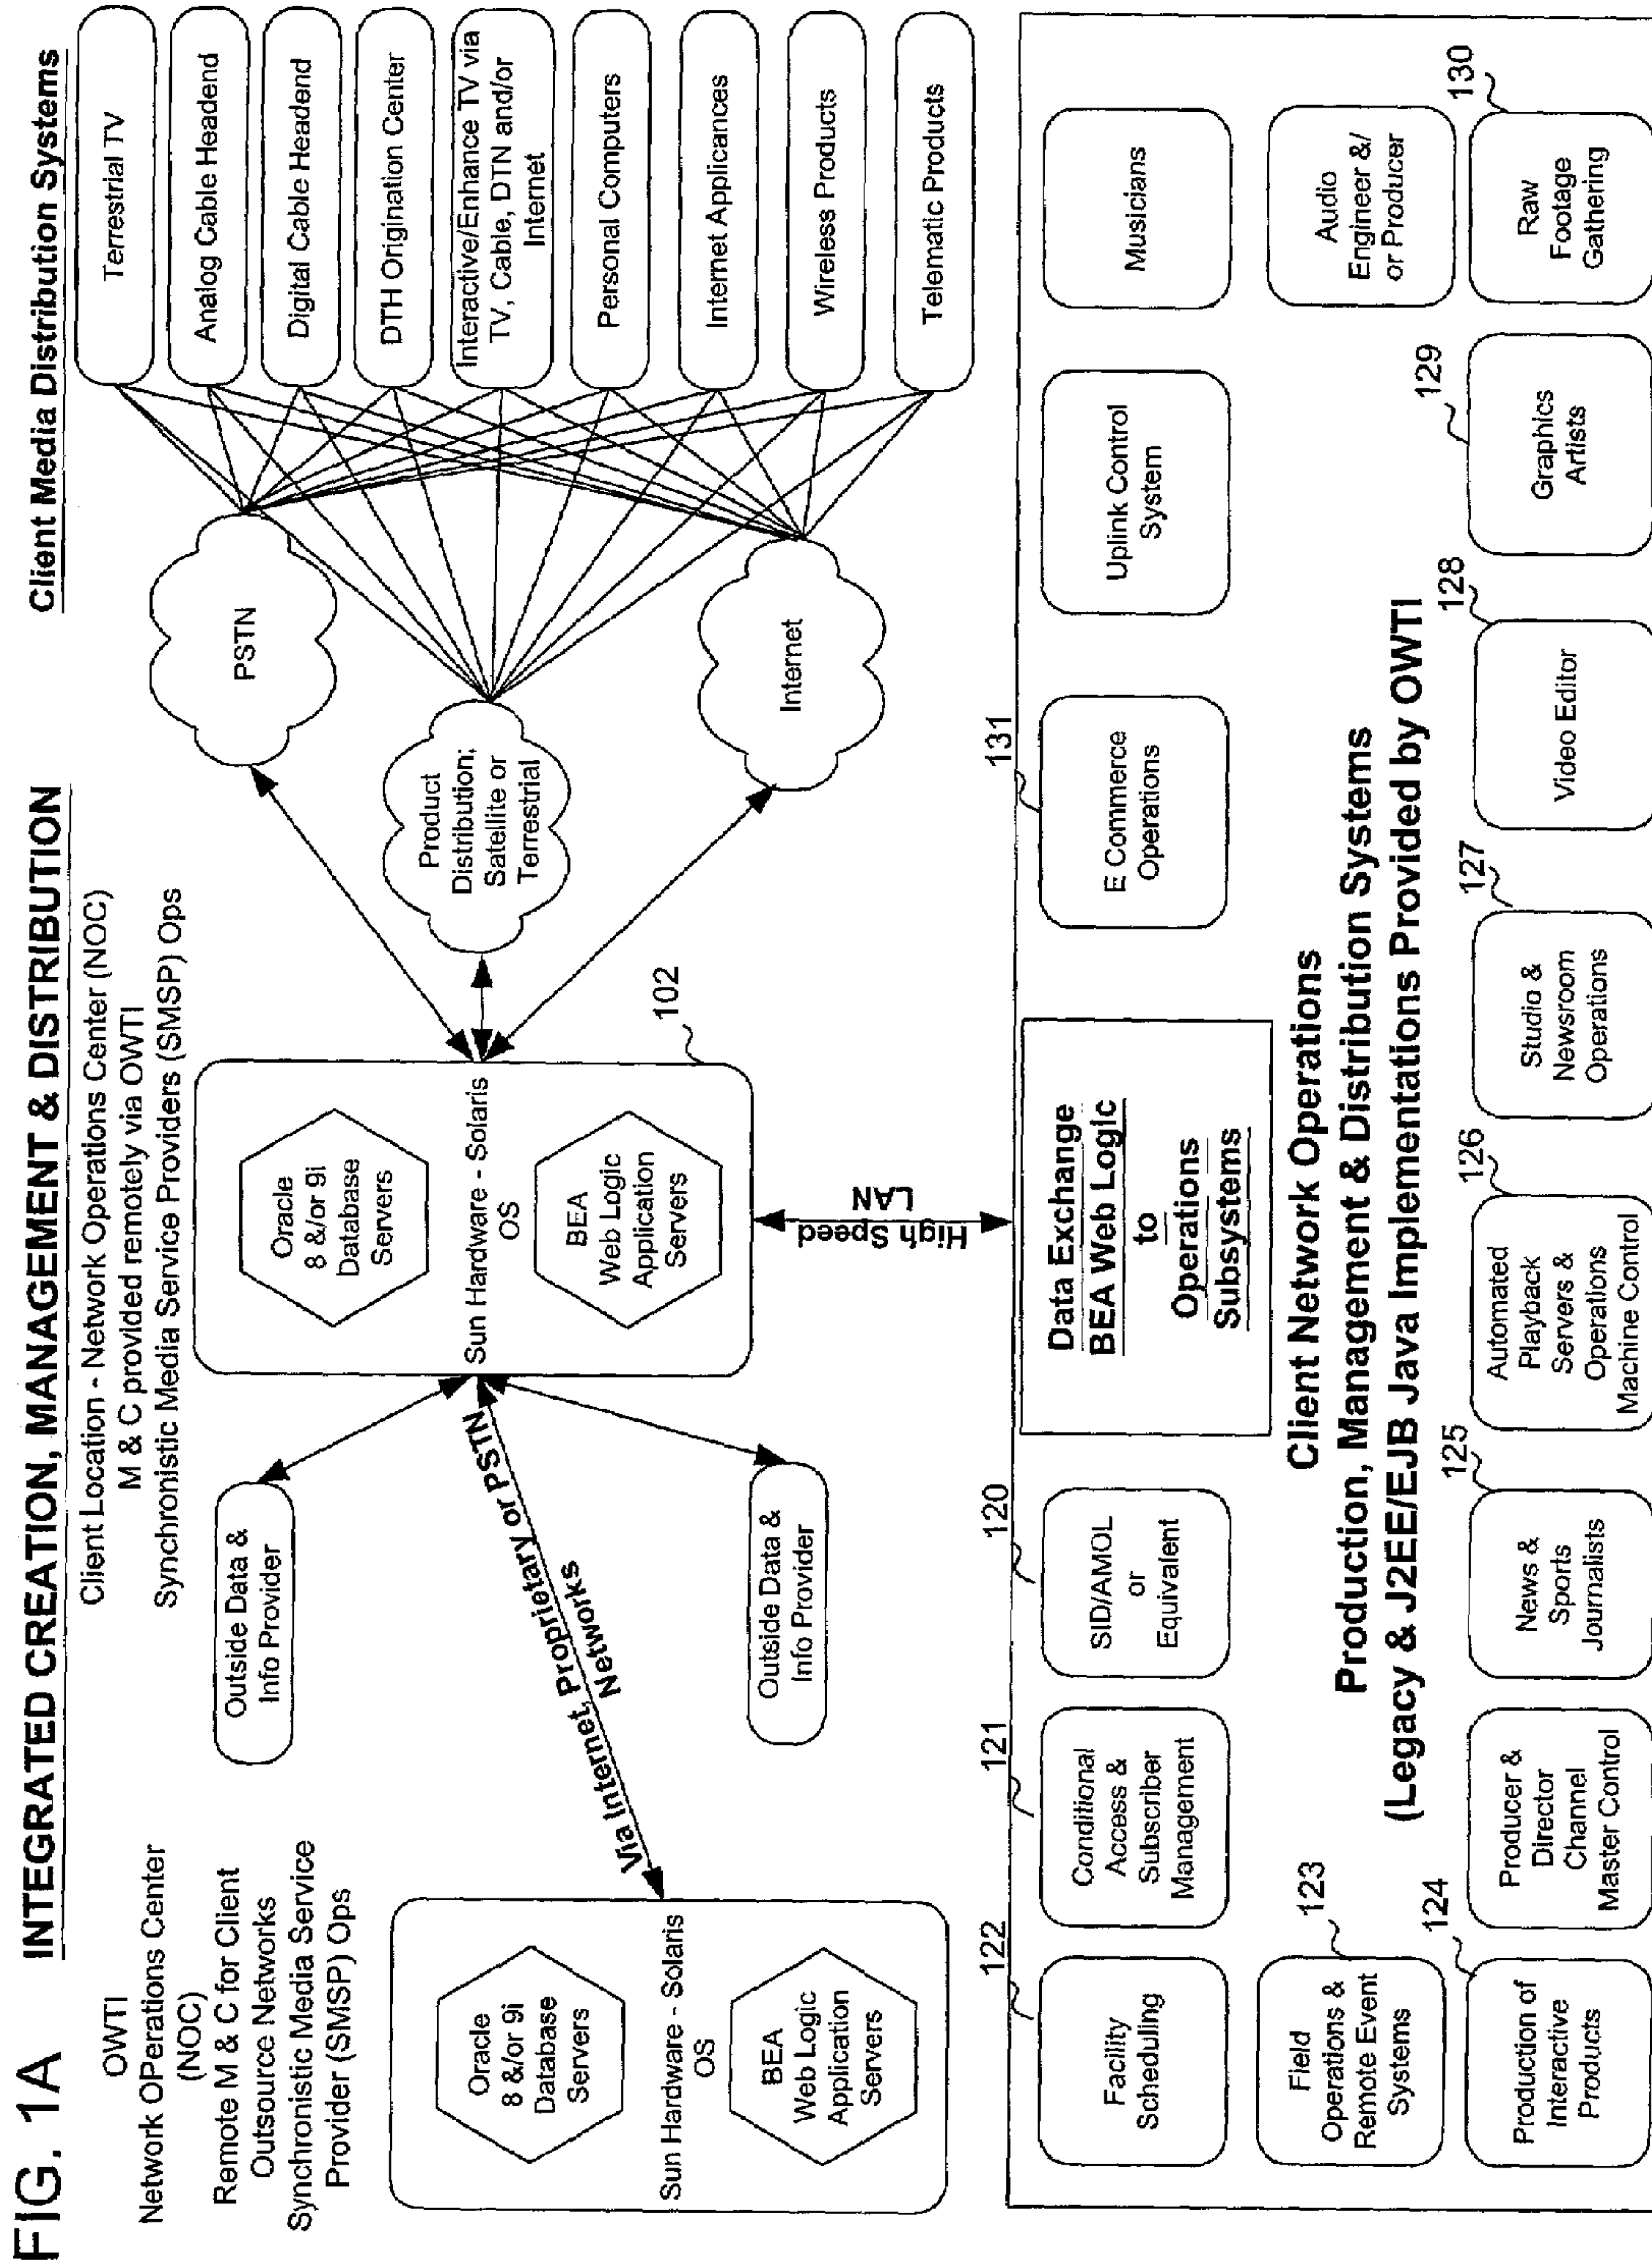 FIG. 1A
INTEGRATED CREATION, MANAGEMENT & DISTRIBUTION
OWTI
Network OPerations Center
(NOC)
Remote M & C for Client
Outsource Networks
Synchronistic Media Service
Provider (SMSP) Ops
Client Location - Network Operations Center (NOC)
M & C provided remotely via OWTI
Synchronistic Media Service Providers (SMSP) Ops
Client Media Distribution Systems
Oracle
8 &/or 9i
Database
Servers
Sun Hardware - Solaris
OS
BEA
Web Logic
Application
Servers
Outside Data &
Info Provider
Via Internet, Proprietary or PSTN
Networks
Outside Data &
Info Provider
Oracle
8 &/or 9i
Database
Servers
Sun Hardware - Solaris
OS
BEA
Web Logic
Application
Servers
102
PSTN
Product
Distribution;
Satellite or
Terrestrial
Internet
Terrestrial TV
Analog Cable Headend
Digital Cable Headend
DTH Origination Center
Interactive/Enhance TV via
TV, Cable, DTN and/or
Internet
Personal Computers
Internet Applicances
Wireless Products
Telematic Products
High Speed
LAN
122
Facility
Scheduling
121
Conditional
Access &
Subscriber
Management
120
SID/AMOL
or
Equivalent
Data Exchange
BEA Web Logic
to
Operations
Subsystems
131
E Commerce
Operations
Uplink Control
System
Musicians
123
Field
Operations &
Remote Event
Systems
Client Network Operations
Production, Management & Distribution Systems
(Legacy & J2EE/EJB Java Implementations Provided by OWTI
Audio
Engineer &/
or Producer
124
Production of
Interactive
Products
Producer &
Director
Channel
Master Control
125
News &
Sports
Journalists
126
Automated
Playback
Servers &
Operations
Machine Control
127
Studio &
Newsroom
Operations
128
Video Editor
129
Graphics
Artists
130
Raw
Footage
Gathering